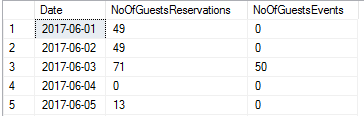 Date NoOfGuestsReservations NoOfGuestsEvents
1 2017-06-01 49 0
2 2017-06-02 49 0
3 2017-06-03 71 50
4 2017-06-04 0 0
5 2017-06-05 13 0